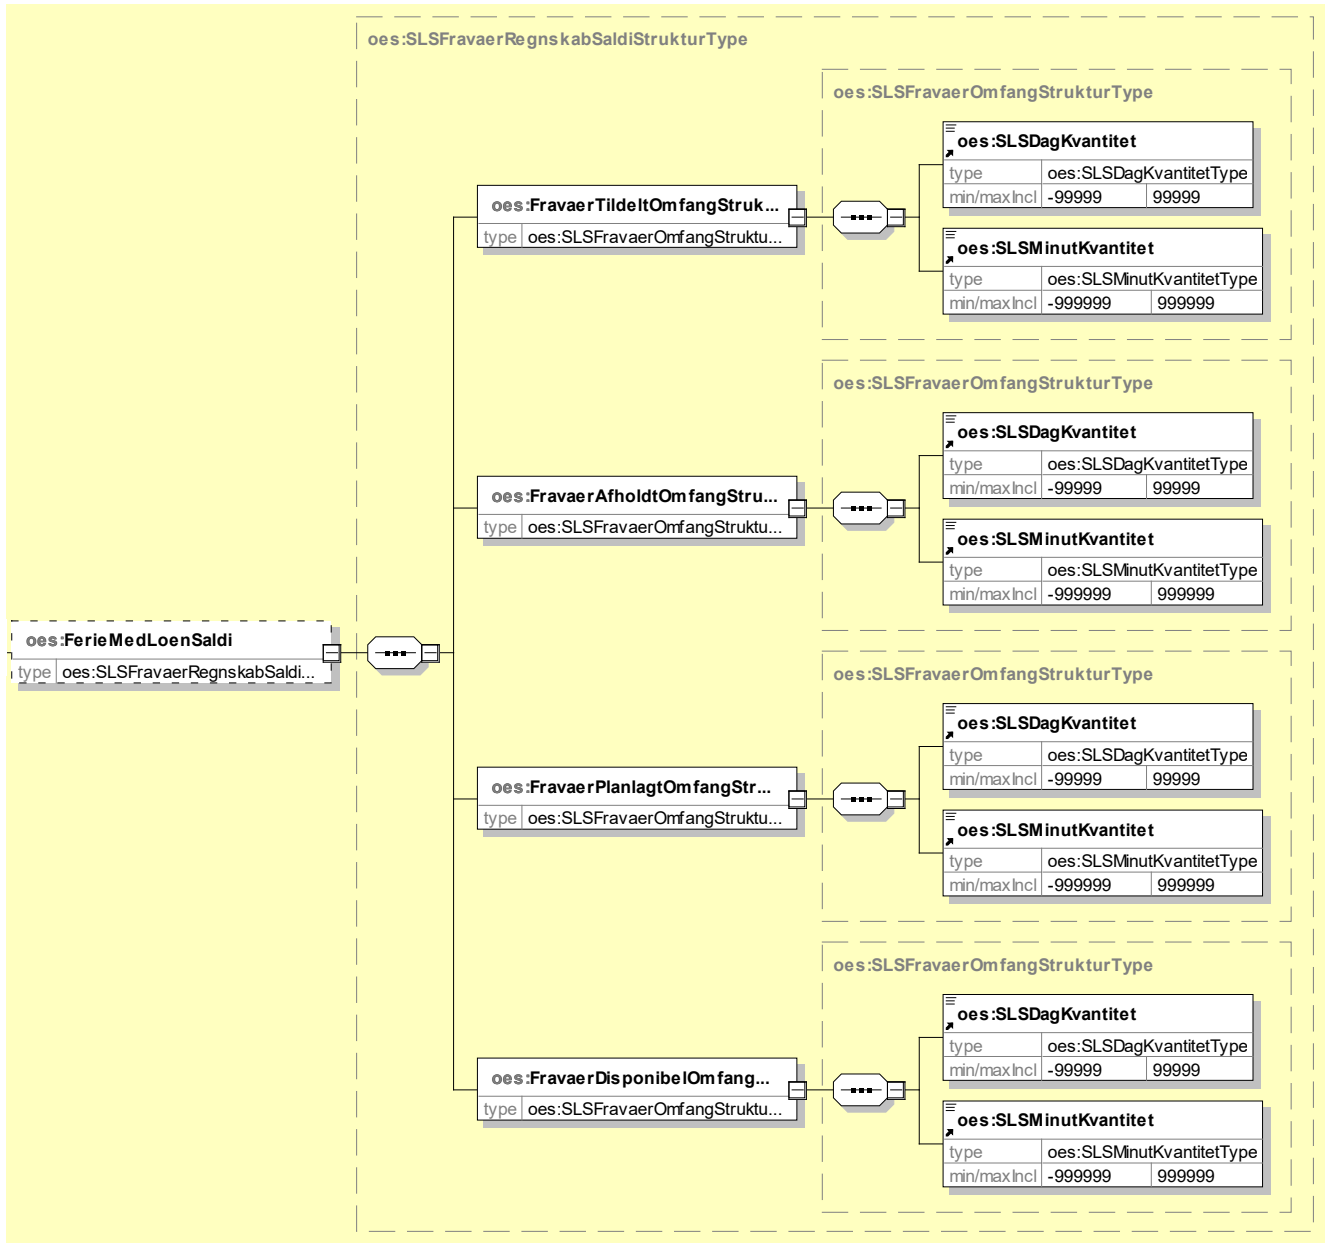 oes:SLSFravaerRegnskabSaldiStrukturType
oes:SLSFravaerOmfangStrukturType
oes:SLSDagKvantitet
type oes:SLSDagKvantitetType
min/maxIncl -99999 99999
oes:FravaerTildeltOmfangStruk...
type oes:SLSFravaerOmfangStruktu...
oes:SLSMinutKvantitet
type oes:SLSMinutKvantitetType
min/maxIncl -999999 999999
oes:SLSFravaerOmfangStrukturType
oes:SLSDagKvantitet
type oes:SLSDagKvantitetType
min/maxIncl -99999 99999
oes:FravaerAfholdtOmfangStru...
type oes:SLSFravaerOmfangStruktu...
oes:SLSMinutKvantitet
type oes:SLSMinutKvantitetType
min/maxIncl -999999 999999
oes:FerieMedLoenSaldi
type oes:SLSFravaerRegnskabSaldi...
oes:SLSFravaerOmfangStrukturType
oes:SLSDagKvantitet
type oes:SLSDagKvantitetType
min/maxIncl -99999 99999
oes:FravaerPlanlagtOmfangStr...
type oes:SLSFravaerOmfangStruktu...
oes:SLSMinutKvantitet
type oes:SLSMinutKvantitetType
min/maxIncl -999999 999999
oes:SLSFravaerOmfangStrukturType
oes:SLSDagKvantitet
type oes:SLSDagKvantitetType
min/maxIncl -99999 99999
oes:FravaerDisponibelOmfang...
type oes:SLSFravaerOmfangStruktu...
oes:SLSMinutKvantitet
type oes:SLSMinutKvantitetType
min/maxIncl -999999 999999